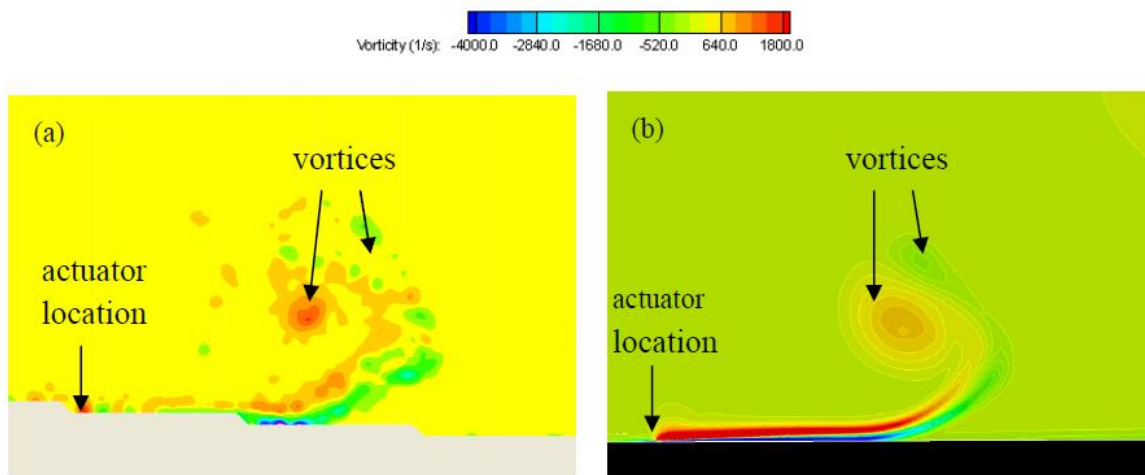 Vorticity (1/s): -4000.0 -2840.0 -1680.0 -520.0 640.0 1800.0
(a)
vortices
actuator
location
(b)
vortices
actuator
location